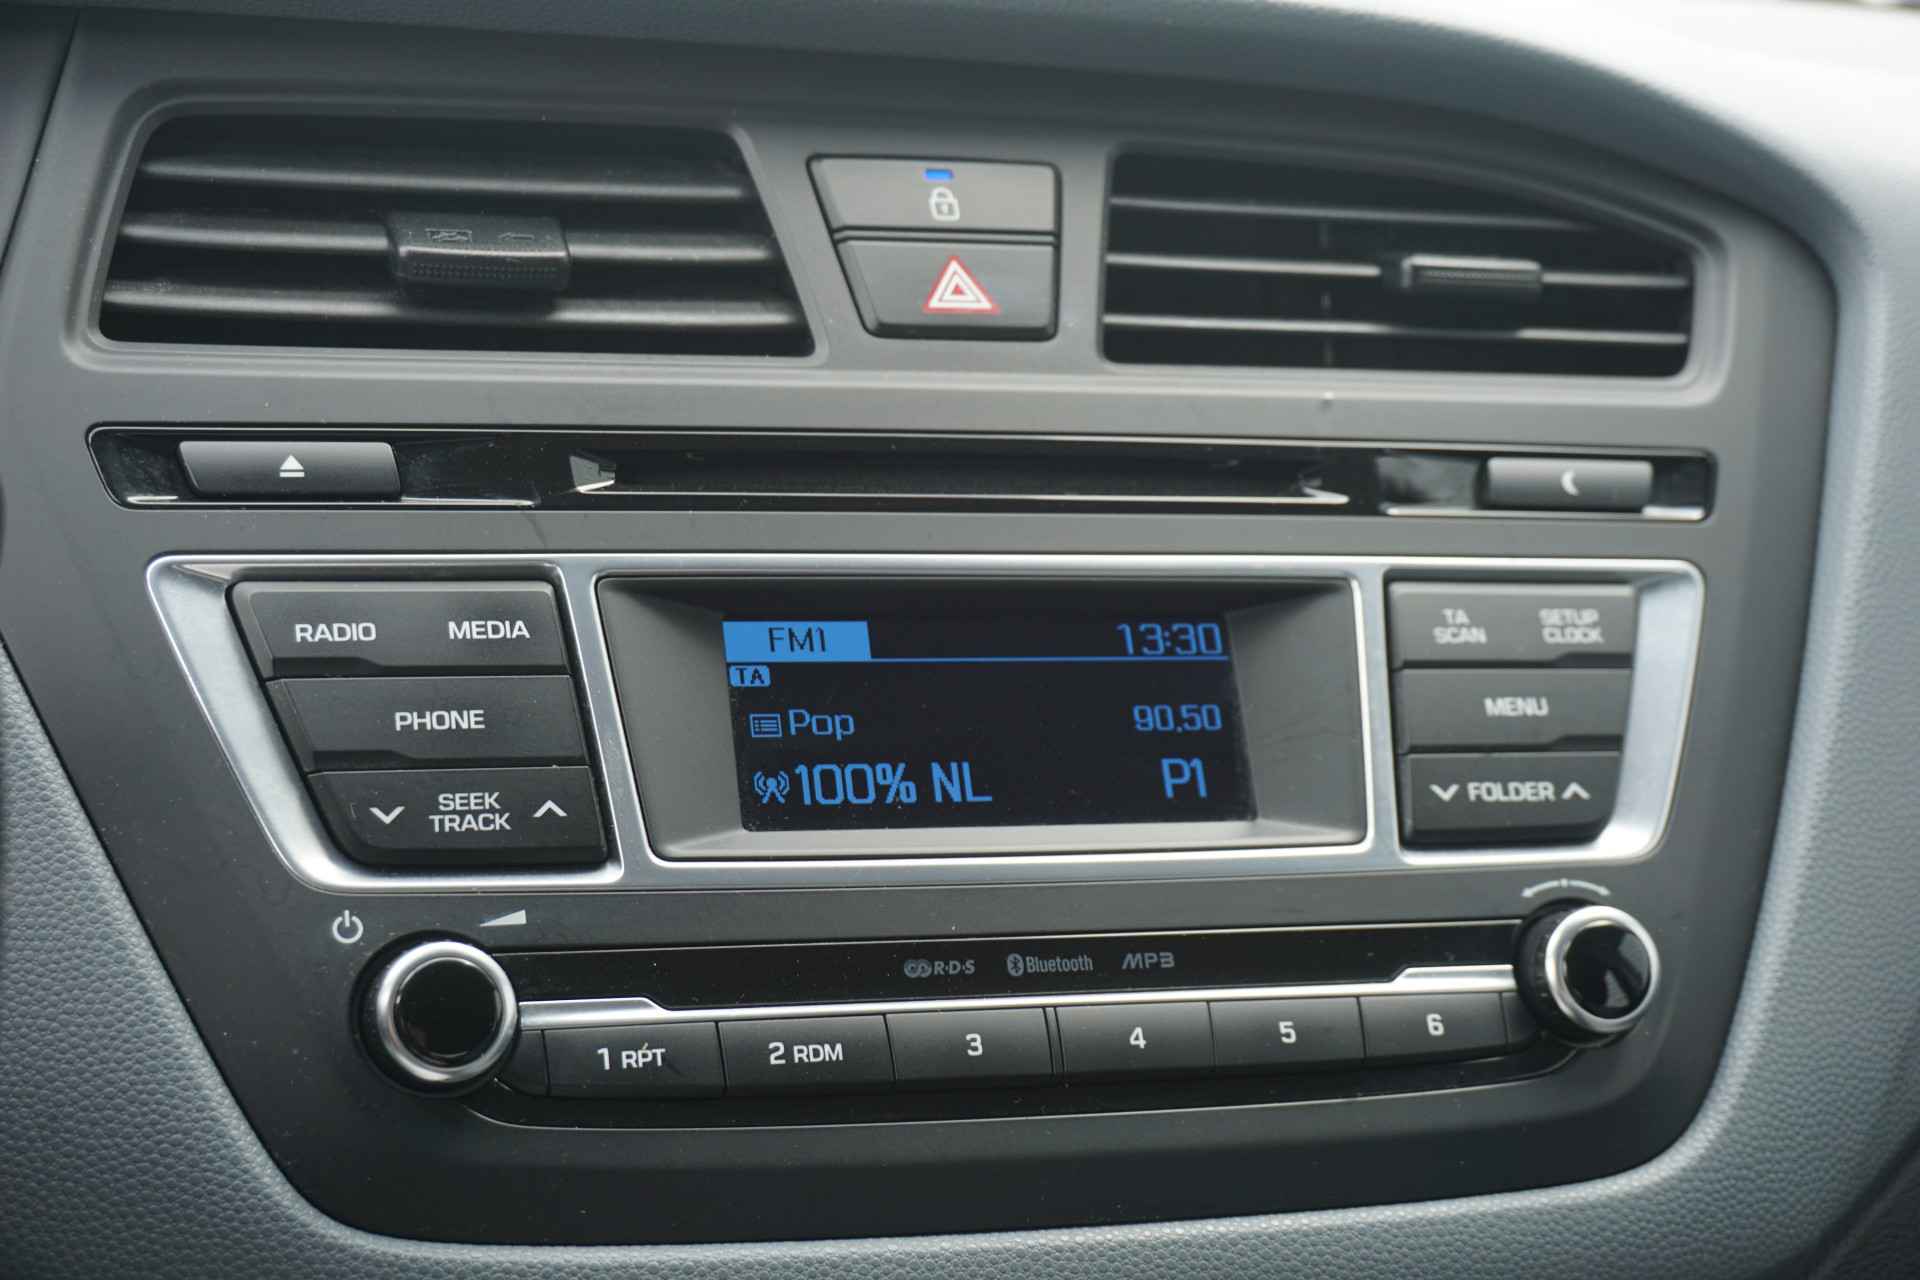 RADIO MEDIA
PHONE
SEEK
TRACK
FM1 13:30
TA
Pop 90,50
100% NL P1
TA
SCAN
SETUP
CLOCK
MENU
FOLDER
R·D·S Bluetooth MP3
1 RPT 2 RDM 3 4 5 6